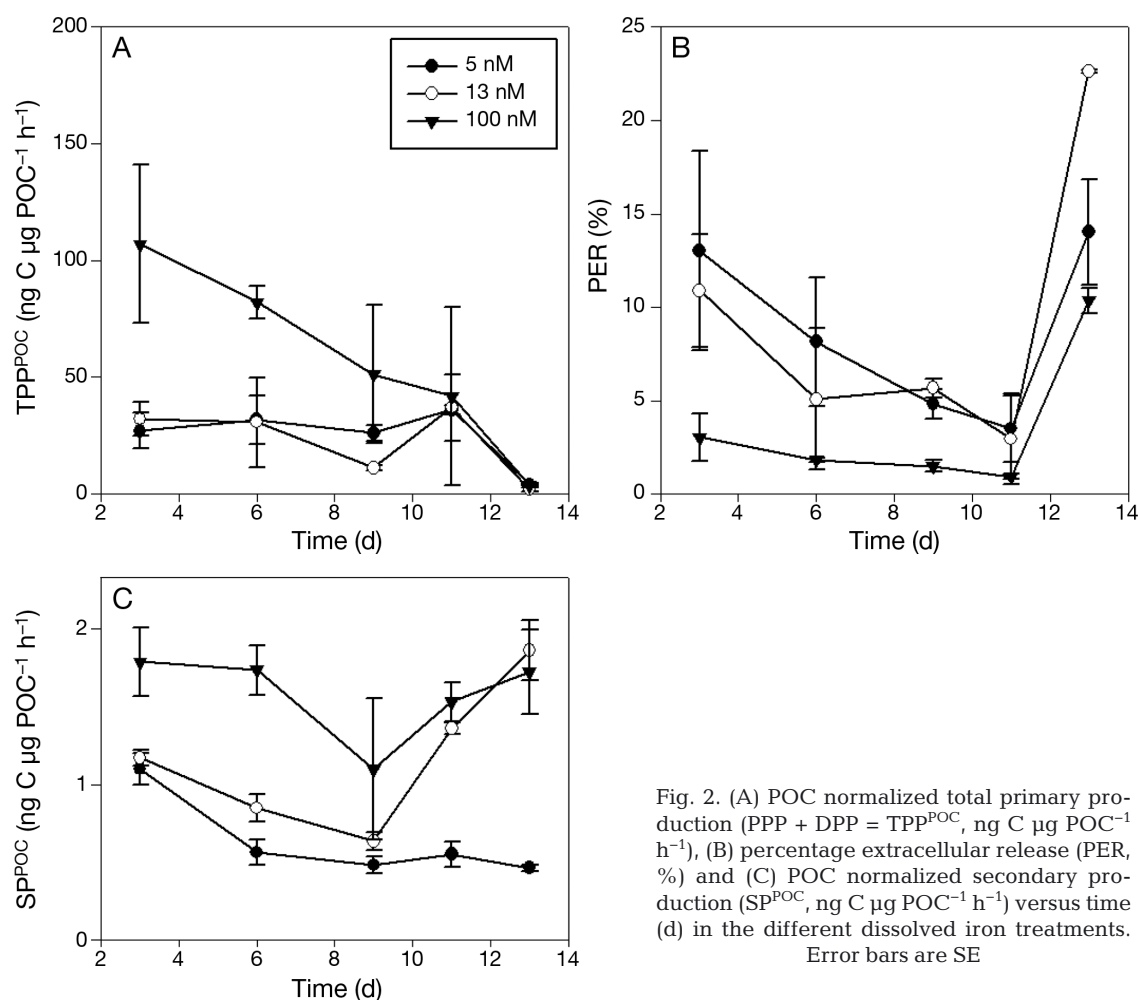 A
200
150
100
50
0
TPP^POC (ng C µg POC⁻¹ h⁻¹)
5 nM
13 nM
100 nM
2 4 6 8 10 12 14
Time (d)
B
25
20
15
10
5
0
PER (%)
2 4 6 8 10 12 14
Time (d)
C
2
1
0
SP^POC (ng C µg POC⁻¹ h⁻¹)
2 4 6 8 10 12 14
Time (d)
Fig. 2. (A) POC normalized total primary pro-
duction (PPP + DPP = TPP^POC, ng C µg POC⁻¹
h⁻¹), (B) percentage extracellular release (PER,
%) and (C) POC normalized secondary pro-
duction (SP^POC, ng C µg POC⁻¹ h⁻¹) versus time
(d) in the different dissolved iron treatments.
Error bars are SE